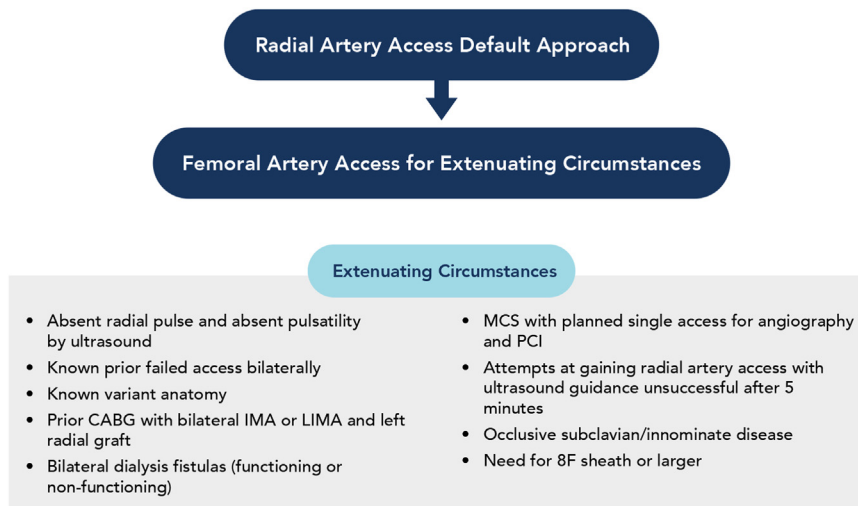 Radial Artery Access Default Approach
Femoral Artery Access for Extenuating Circumstances
Extenuating Circumstances
• Absent radial pulse and absent pulsatility
by ultrasound
• Known prior failed access bilaterally
• Known variant anatomy
• Prior CABG with bilateral IMA or LIMA and left
radial graft
• Bilateral dialysis fistulas (functioning or
non-functioning)
• MCS with planned single access for angiography
and PCI
• Attempts at gaining radial artery access with
ultrasound guidance unsuccessful after 5
minutes
• Occlusive subclavian/innominate disease
• Need for 8F sheath or larger